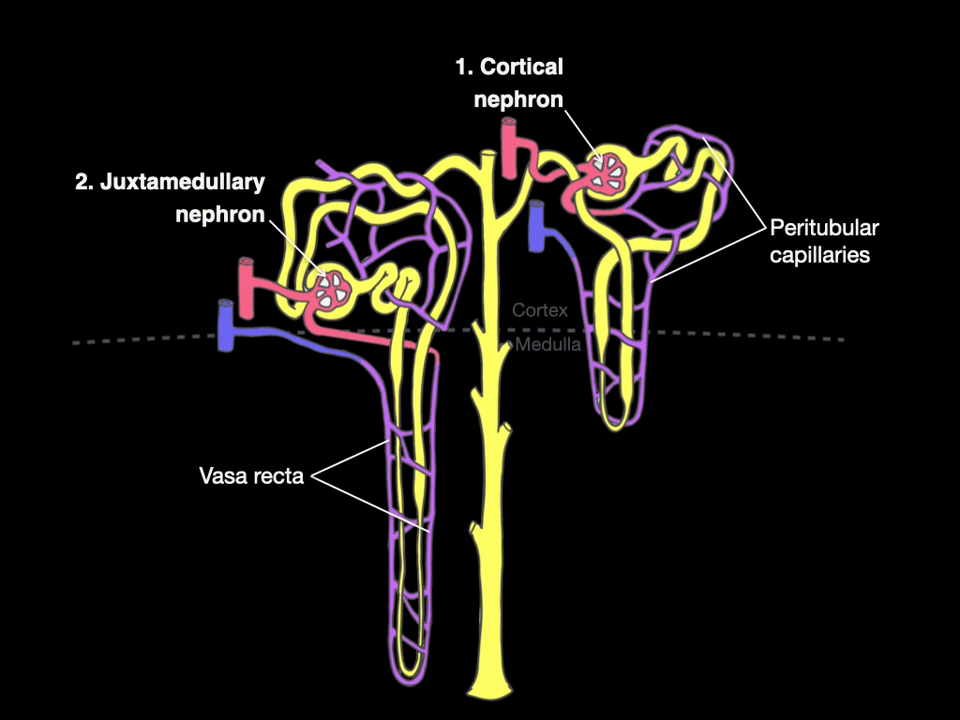 1. Cortical
nephron
2. Juxtamedullary
nephron
Peritubular
capillaries
Cortex
Medulla
Vasa recta